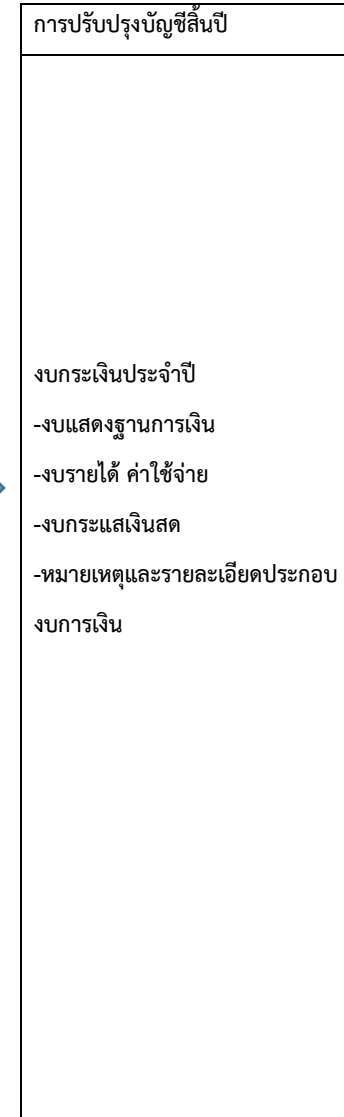 การปรับปรุงบัญชีสิ้นปี
งบกระเงินประจำปี
-งบแสดงฐานการเงิน
-งบรายได้ ค่าใช้จ่าย
-งบกระแสเงินสด
-หมายเหตุและรายละเอียดประกอบ
งบการเงิน